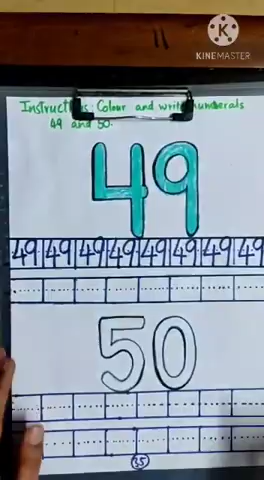 KINEMASTER
Instructions: Colour and write numerals
49 and 50.
49
49 49 49 49 49 49 49 49
50
35